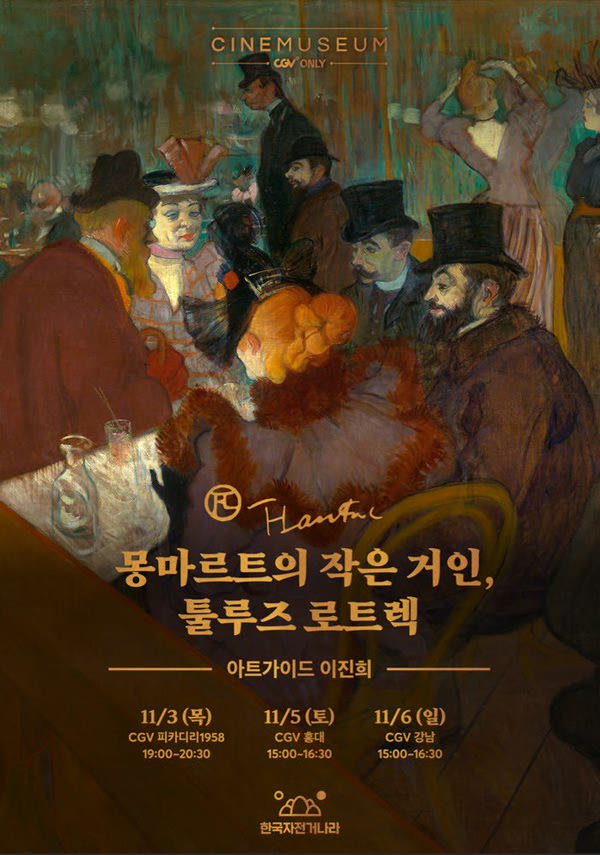 CINEMUSEUM
CGV ONLY
몽마르트의 작은 거인,
툴루즈 로트렉
아트가이드 이진희
11/3 (목) 11/5 (토) 11/6 (일)
CGV 피카디리1958 CGV 홍대 CGV 강남
19:00~20:30 15:00~16:30 15:00~16:30
한국자전거나라